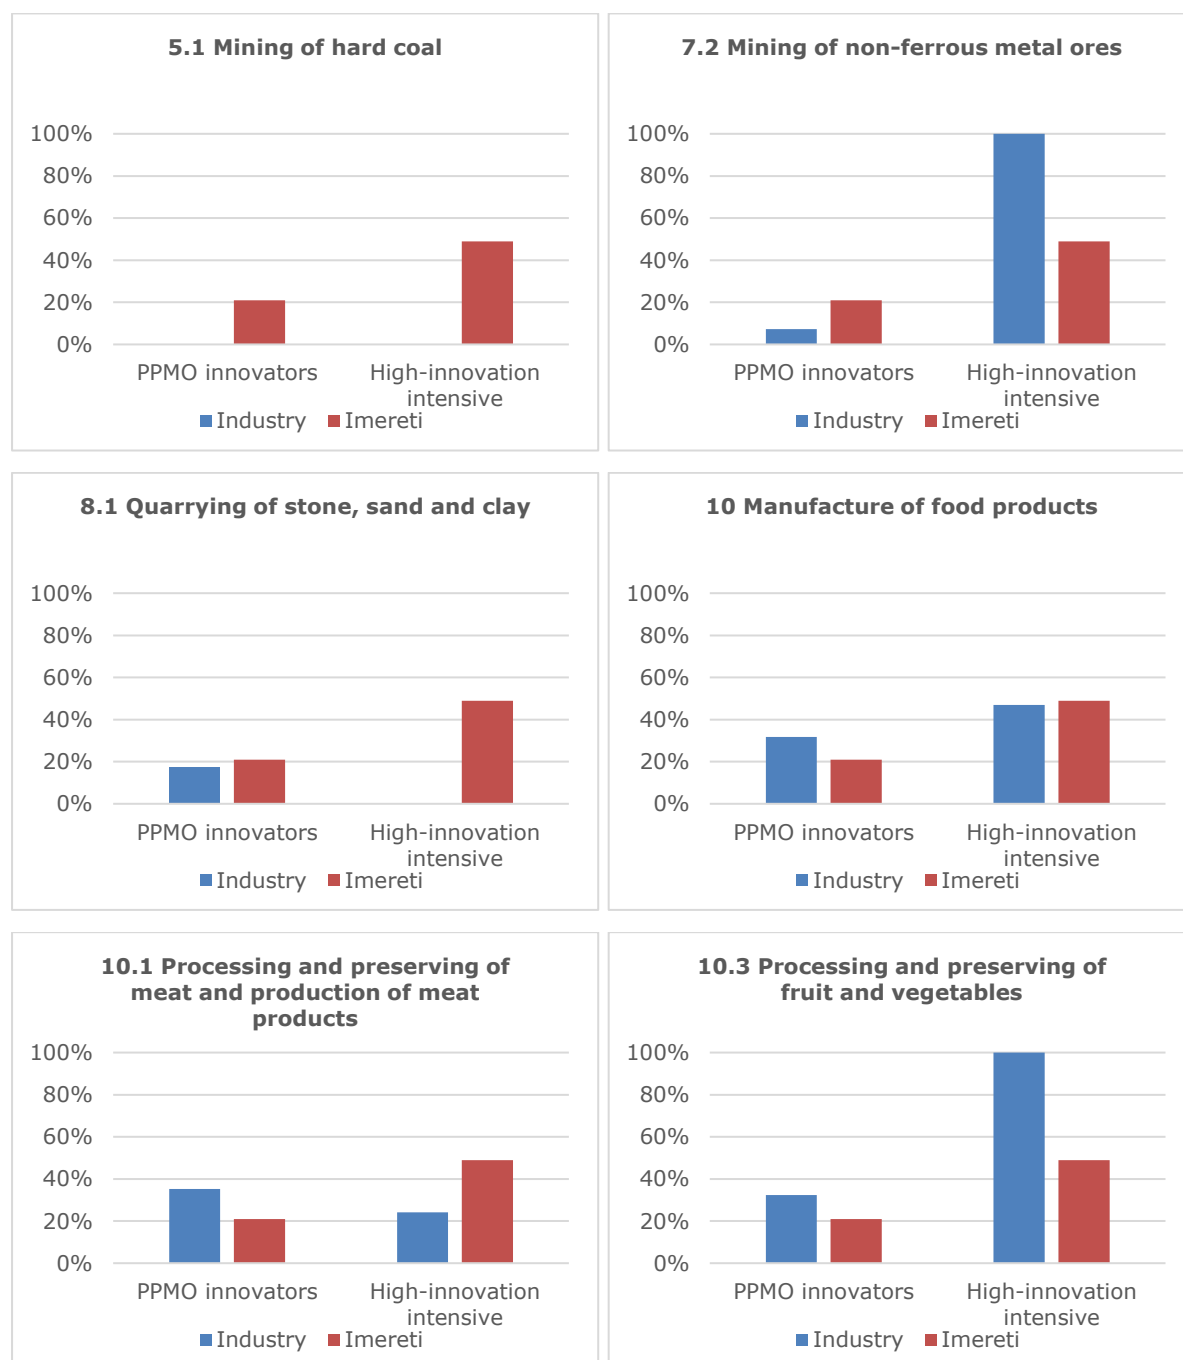 5.1 Mining of hard coal
100%
80%
60%
40%
20%
0%
PPMO innovators
High-innovation
intensive
Industry
Imereti
7.2 Mining of non-ferrous metal ores
100%
80%
60%
40%
20%
0%
PPMO innovators
High-innovation
intensive
Industry
Imereti
8.1 Quarrying of stone, sand and clay
100%
80%
60%
40%
20%
0%
PPMO innovators
High-innovation
intensive
Industry
Imereti
10 Manufacture of food products
100%
80%
60%
40%
20%
0%
PPMO innovators
High-innovation
intensive
Industry
Imereti
10.1 Processing and preserving of
meat and production of meat
products
100%
80%
60%
40%
20%
0%
PPMO innovators
High-innovation
intensive
Industry
Imereti
10.3 Processing and preserving of
fruit and vegetables
100%
80%
60%
40%
20%
0%
PPMO innovators
High-innovation
intensive
Industry
Imereti